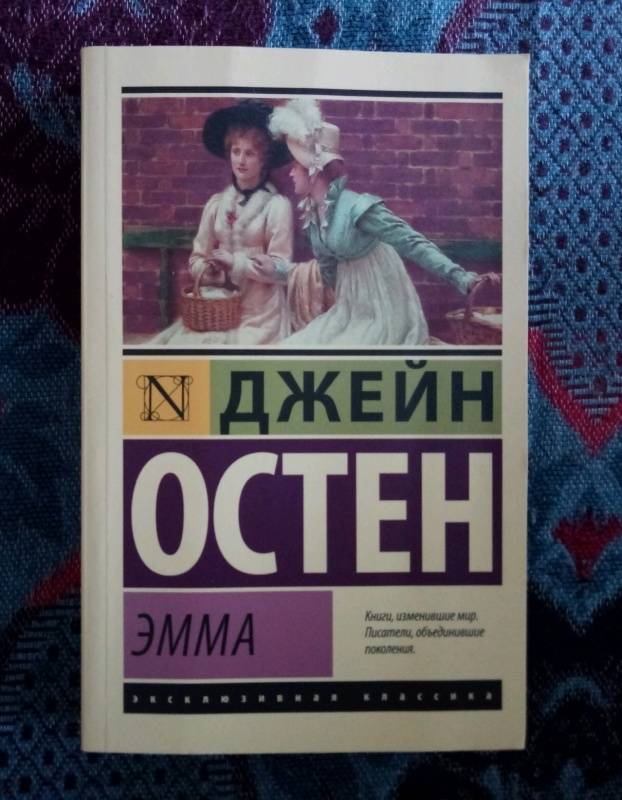 N
ДЖЕЙН
ОСТЕН
ЭММА
Книги, изменившие мир.
Писатели, объединившие
поколения.
эксклюзивная классика